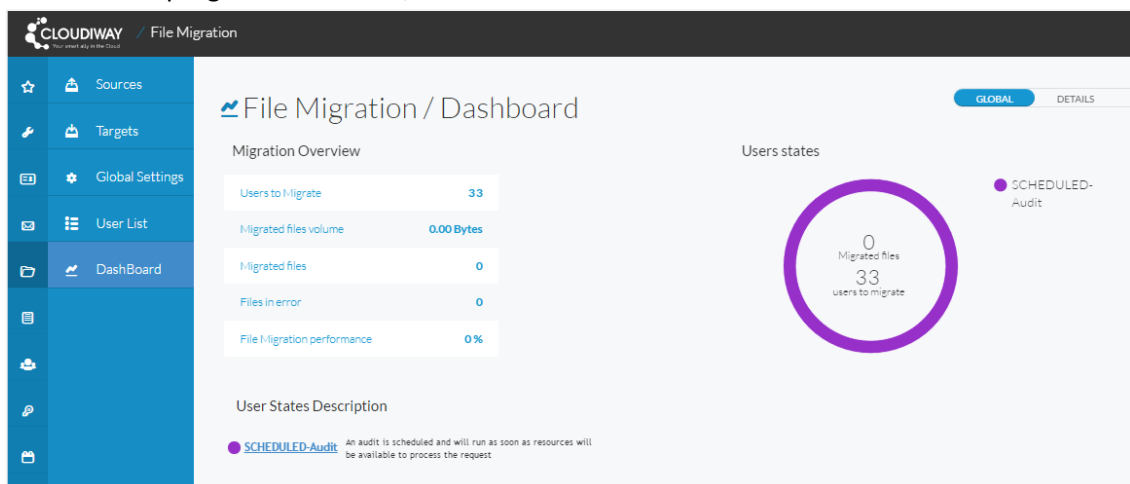 CLOUDIWAY / File Migration
Your smart ally in the Cloud
Sources
Targets
Global Settings
User List
DashBoard
File Migration / Dashboard
GLOBAL DETAILS
Migration Overview
Users to Migrate 33
Migrated files volume 0.00 Bytes
Migrated files 0
Files in error 0
File Migration performance 0 %
Users states
SCHEDULED-
Audit
0
Migrated files
33
users to migrate
User States Description
SCHEDULED-Audit An audit is scheduled and will run as soon as resources will
be available to process the request